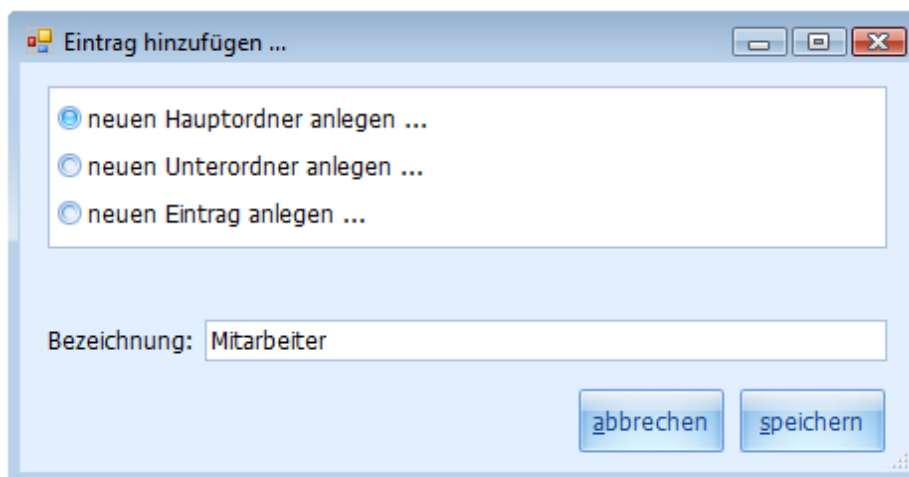 Eintrag hinzufügen ...
neuen Hauptordner anlegen ...
neuen Unterordner anlegen ...
neuen Eintrag anlegen ...
Bezeichnung: Mitarbeiter
abbrechen speichern